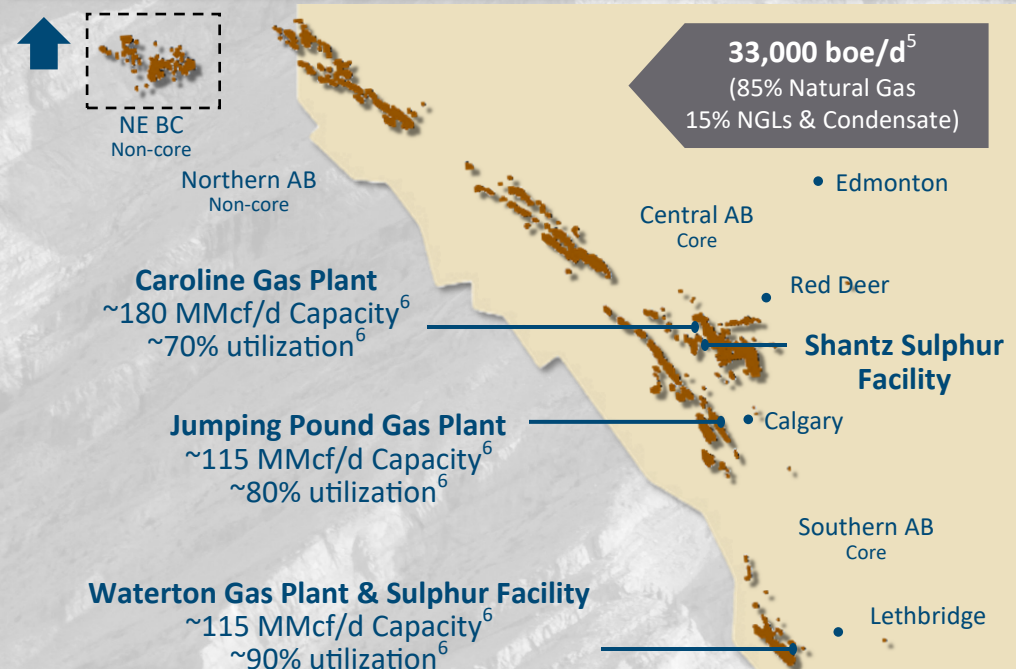 33,000 boe/d5
(85% Natural Gas
15% NGLs & Condensate)
NE BC
Non-core
Northern AB
Non-core
Edmonton
Central AB
Core
Caroline Gas Plant
~180 MMcf/d Capacity6
~70% utilization6
Red Deer
Shantz Sulphur
Facility
Jumping Pound Gas Plant
~115 MMcf/d Capacity6
~80% utilization6
Calgary
Southern AB
Core
Waterton Gas Plant & Sulphur Facility
~115 MMcf/d Capacity6
~90% utilization6
Lethbridge